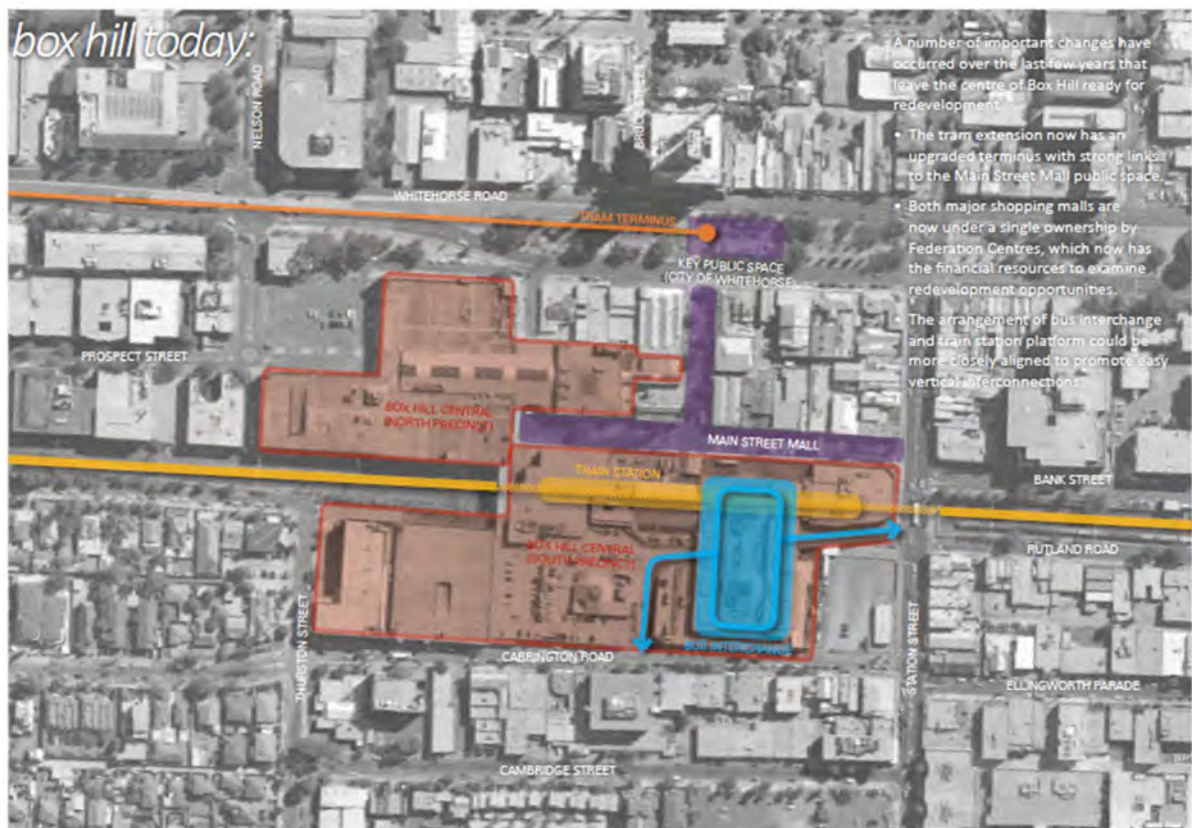 box hill today:
A number of important changes have
occurred over the last few years that
leave the centre of Box Hill ready for
redevelopment.
• The tram extension now has an
upgraded terminus with strong links
to the Main Street Mall public space.
• Both major shopping malls are
now under a single ownership by
Federation Centres, which now has
the financial resources to examine
redevelopment opportunities.
• The arrangement of bus interchange
and train station platform could be
more closely aligned to promote easy
vertical interconnections.
NELSON ROAD
BRUCE STREET
WHITEHORSE ROAD
TRAM TERMINUS
KEY PUBLIC SPACE
(CITY OF WHITEHORSE)
PROSPECT STREET
BOX HILL CENTRAL
(NORTH PRECINCT)
MAIN STREET MALL
TRAIN STATION
BANK STREET
RUTLAND ROAD
BOX HILL CENTRAL
(SOUTH PRECINCT)
THURSTON STREET
STATION STREET
BUS INTERCHANGE
CARRINGTON ROAD
ELLINGWORTH PARADE
CAMBRIDGE STREET